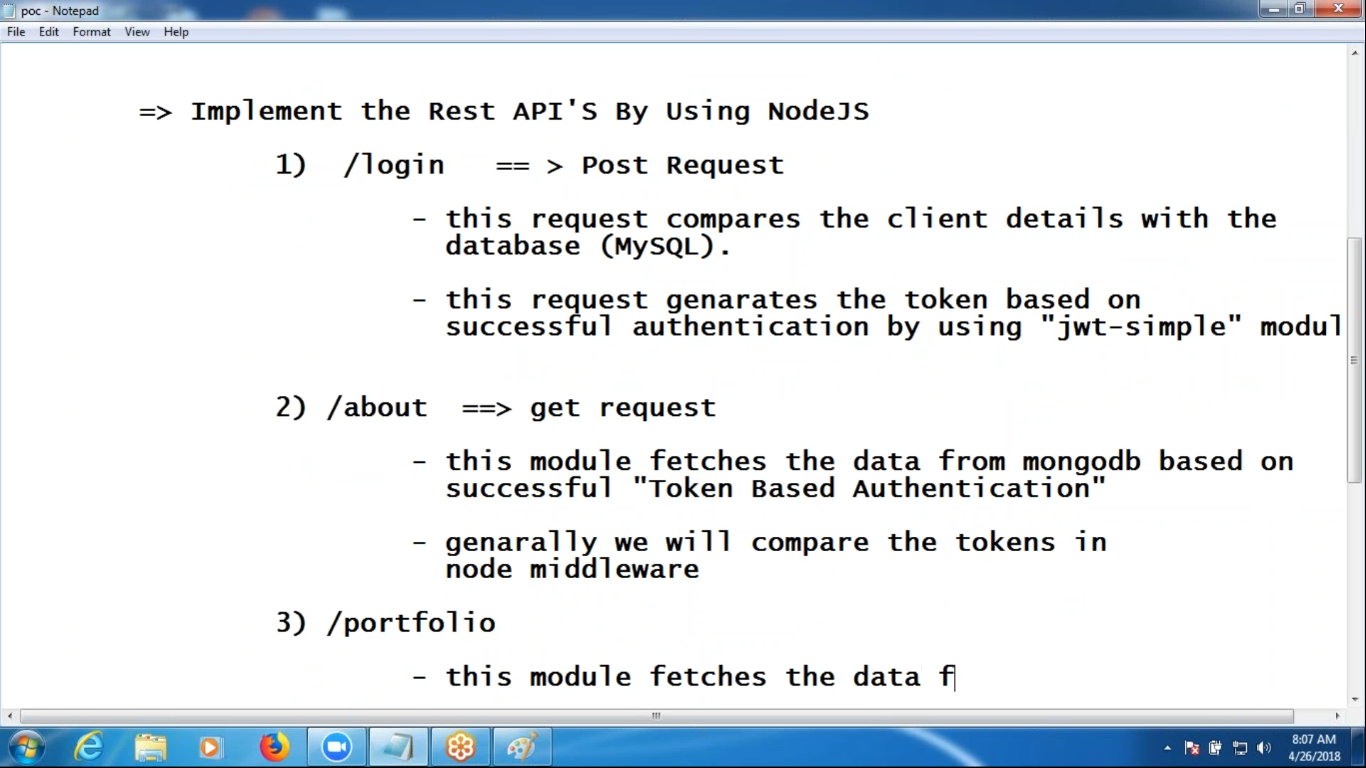 poc - Notepad
File Edit Format View Help
=> Implement the Rest API'S By Using NodeJS
1) /login == > Post Request
- this request compares the client details with the
database (MySQL).
- this request genarates the token based on
successful authentication by using "jwt-simple" modul
2) /about ==> get request
- this module fetches the data from mongodb based on
successful "Token Based Authentication"
- genarally we will compare the tokens in
node middleware
3) /portfolio
- this module fetches the data f
8:07 AM
4/26/2018